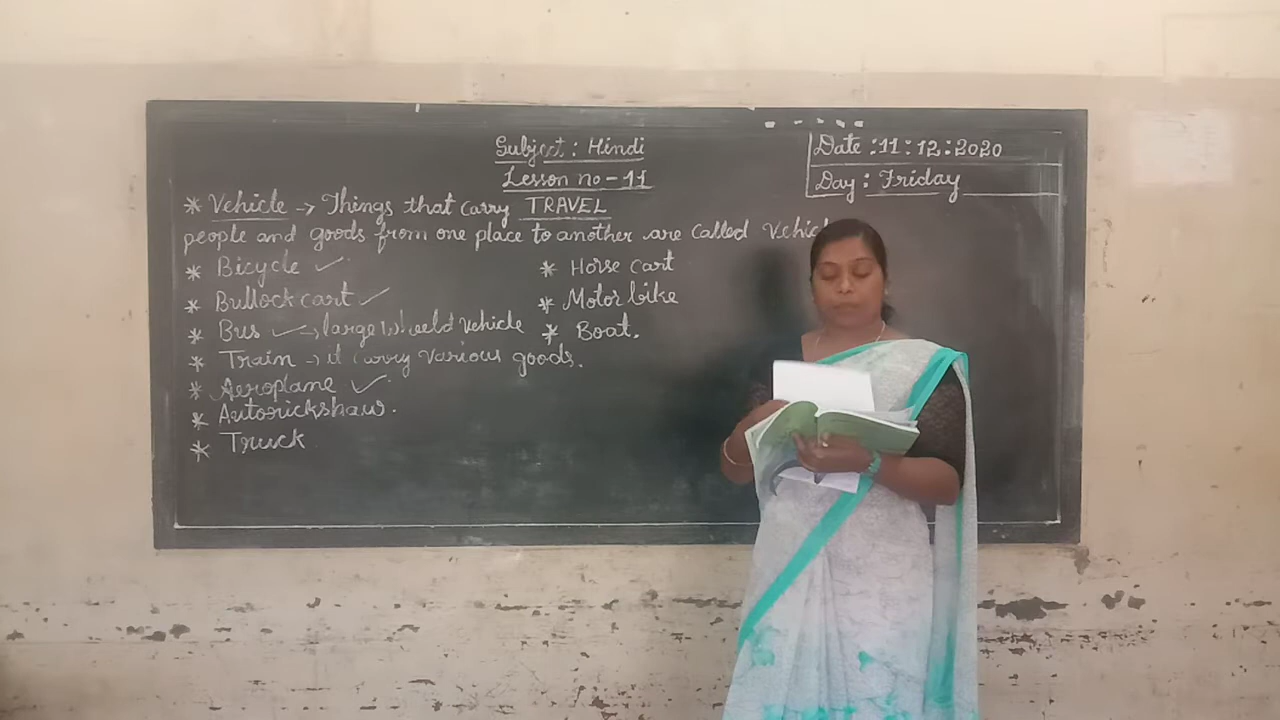 Subject : Hindi
Lesson no - 11
Date : 11 : 12 : 2020
Day : Friday
* Vehicle → Things that carry TRAVEL
people and goods from one place to another are called
* Bicycle ✓
* Bullock cart ✓
* Bus ✓ → large wheeld vehicle
* Train → it carry various goods.
* Aeroplane ✓
* Autorickshaw.
* Truck
* Horse cart
* Motor bike
* Boat.